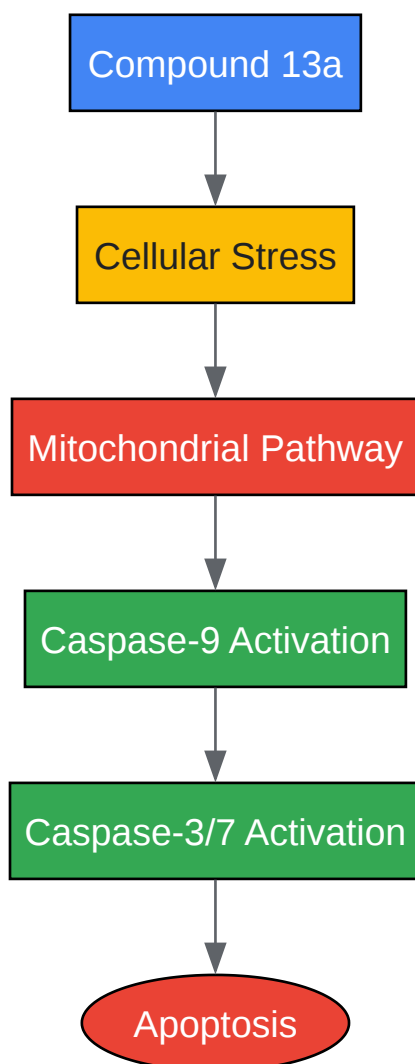 Compound 13a
Cellular Stress
Mitochondrial Pathway
Caspase-9 Activation
Caspase-3/7 Activation
Apoptosis